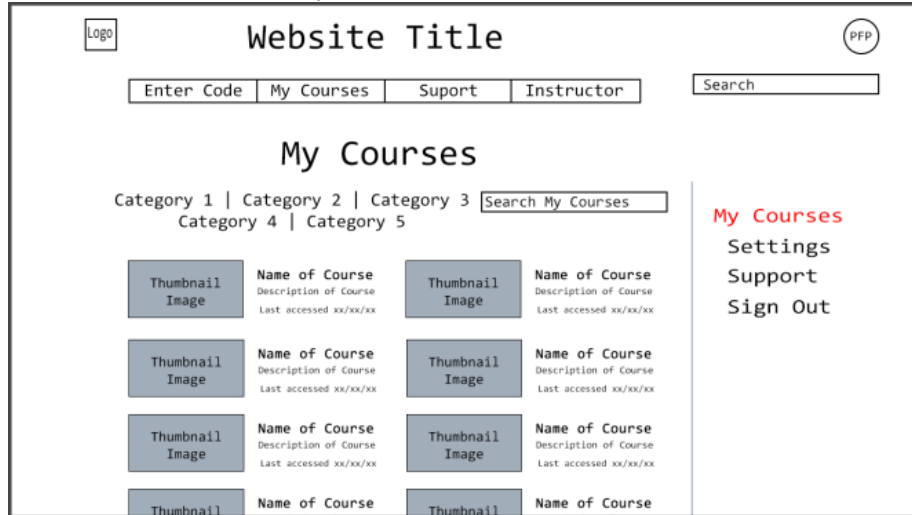 Logo
Website Title
PFP
Enter Code
My Courses
Suport
Instructor
Search
My Courses
Category 1 | Category 2 | Category 3
Category 4 | Category 5
Search My Courses
My Courses
Settings
Support
Sign Out
Thumbnail
Image
Name of Course
Description of Course
Last accessed xx/xx/xx
Thumbnail
Image
Name of Course
Description of Course
Last accessed xx/xx/xx
Thumbnail
Image
Name of Course
Description of Course
Last accessed xx/xx/xx
Thumbnail
Image
Name of Course
Description of Course
Last accessed xx/xx/xx
Thumbnail
Image
Name of Course
Description of Course
Last accessed xx/xx/xx
Thumbnail
Image
Name of Course
Description of Course
Last accessed xx/xx/xx
Thumbnail
Name of Course
Thumbnail
Name of Course